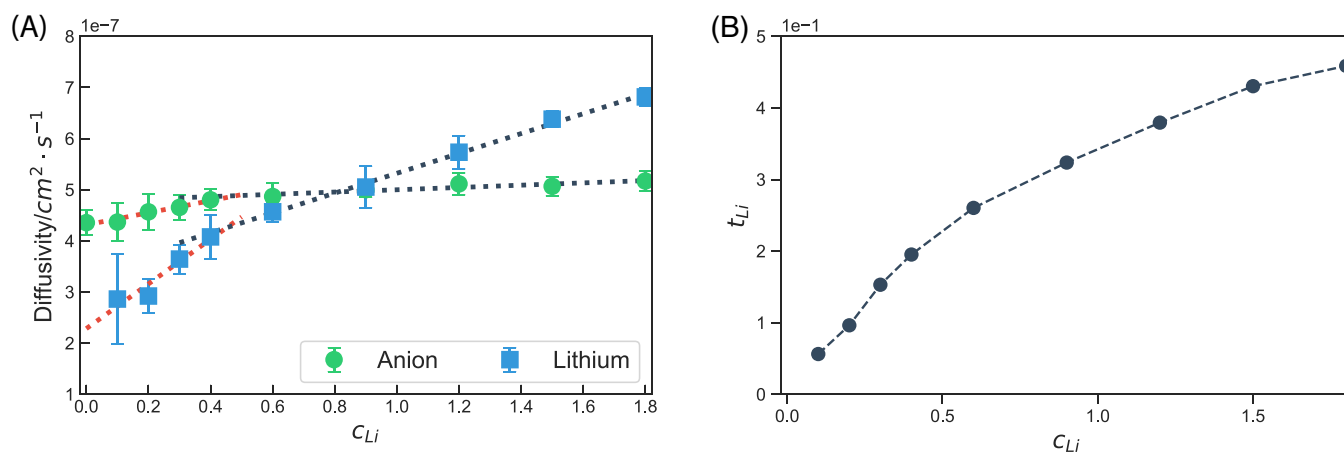 (A)
1e−7
8
7
6
5
4
3
2
1
Diffusivity/cm² · s⁻¹
0.0 0.2 0.4 0.6 0.8 1.0 1.2 1.4 1.6 1.8
c_Li
Anion Lithium
(B)
1e−1
5
4
3
2
1
0
t_Li
0.0 0.5 1.0 1.5
c_Li